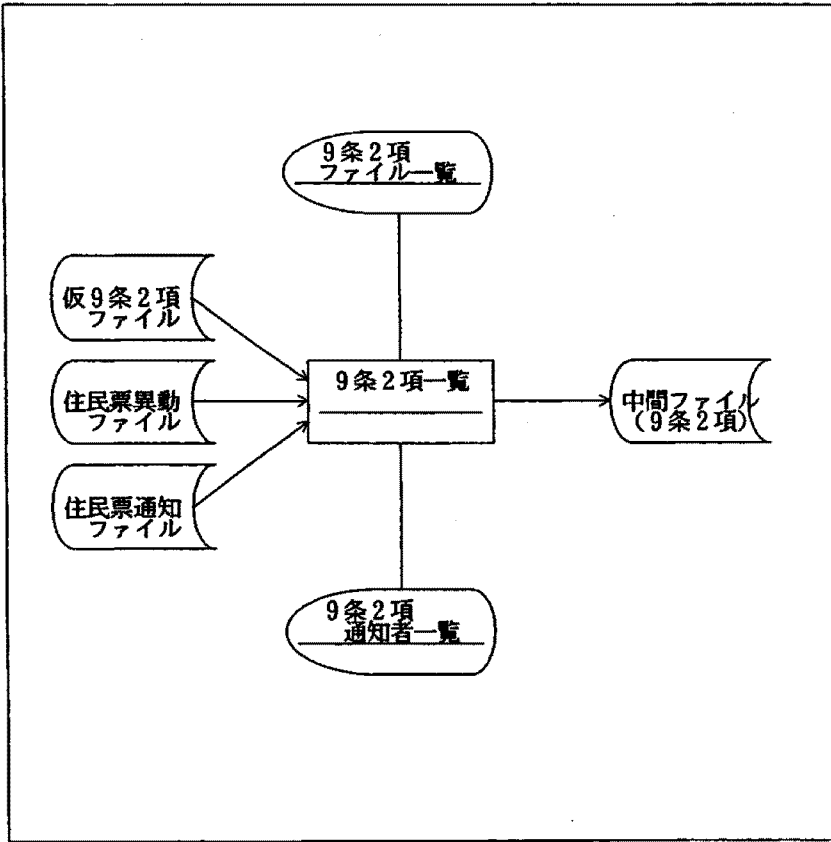 9条2項
ファイル一覧
仮9条2項
ファイル
住民票異動
ファイル
住民票通知
ファイル
9条2項一覧
中間ファイル
(9条2項)
9条2項
通知者一覧